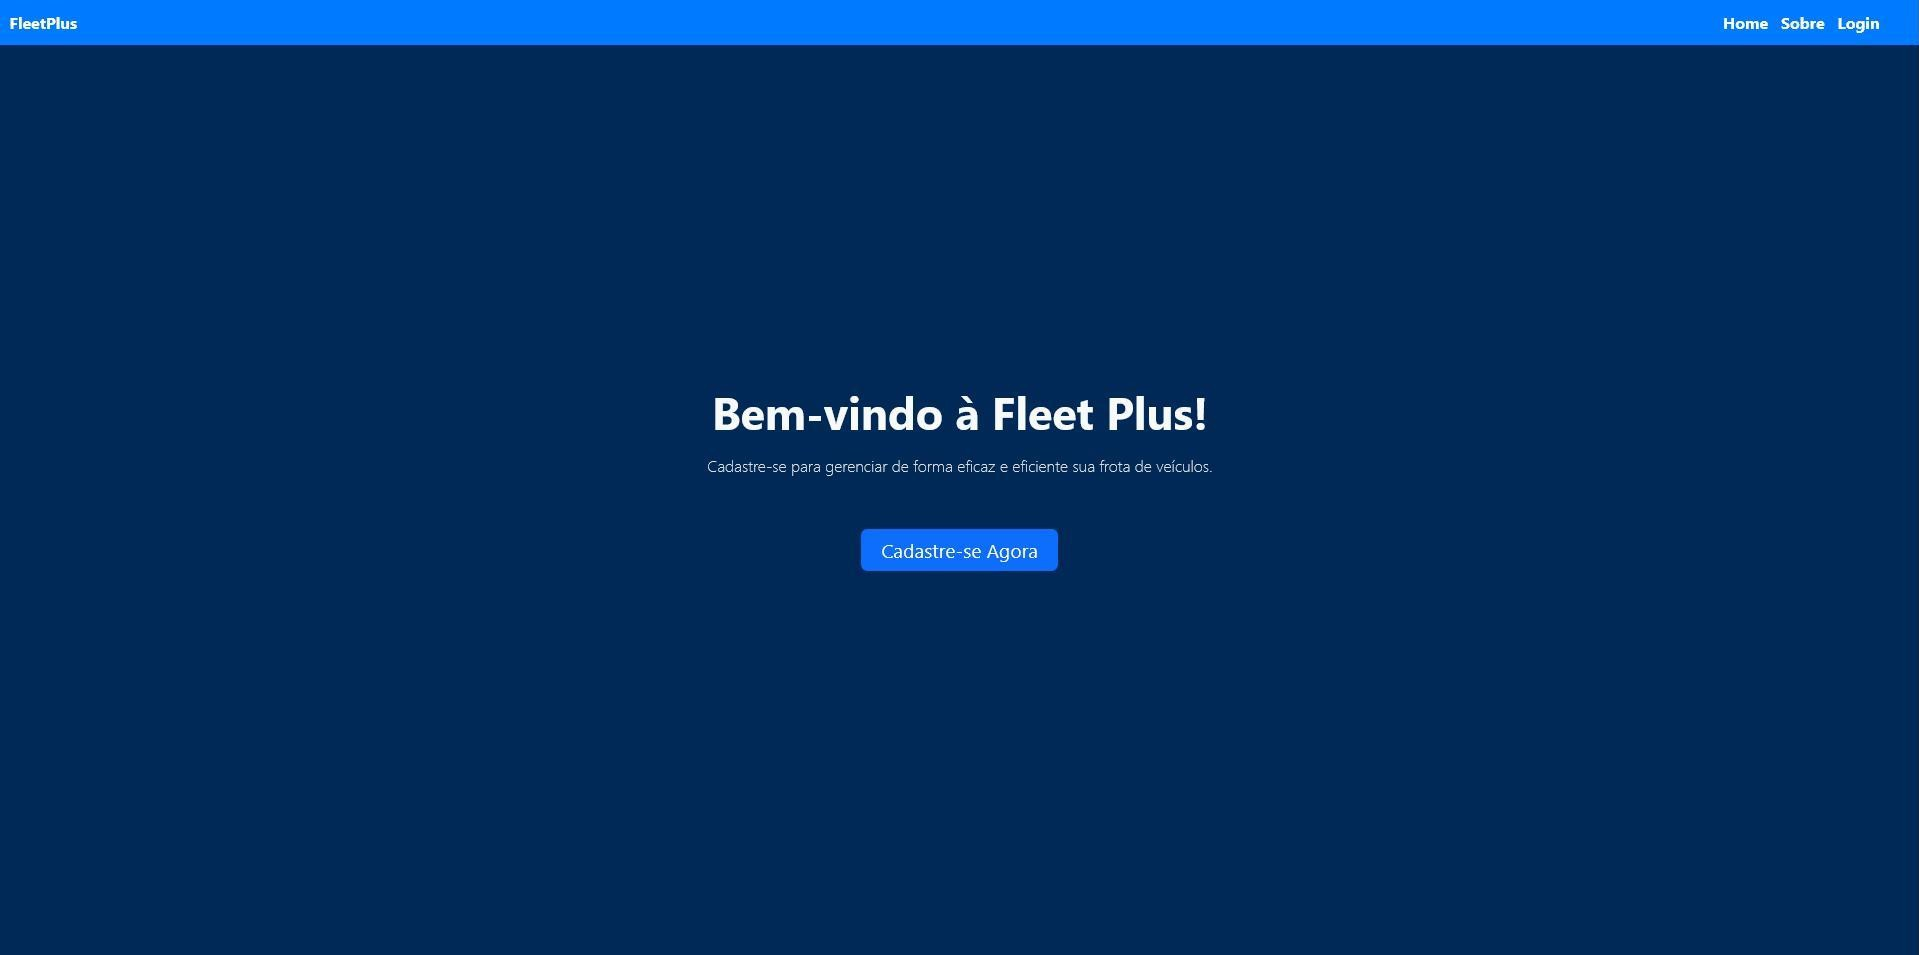 FleetPlus
Home Sobre Login
Bem-vindo à Fleet Plus!
Cadastre-se para gerenciar de forma eficaz e eficiente sua frota de veículos.
Cadastre-se Agora